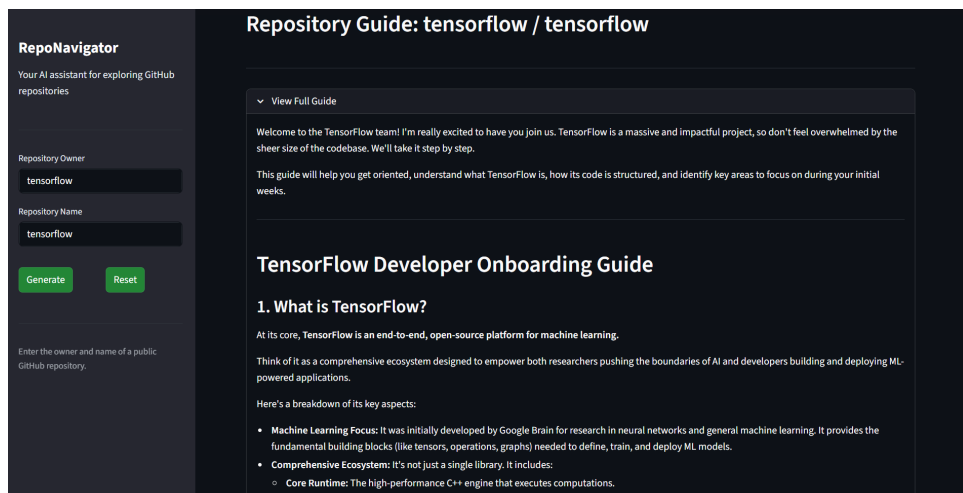 RepoNavigator
Your AI assistant for exploring GitHub
repositories
Repository Owner
tensorflow
Repository Name
tensorflow
Generate
Reset
Enter the owner and name of a public
GitHub repository.
Repository Guide: tensorflow / tensorflow
View Full Guide
Welcome to the TensorFlow team! I'm really excited to have you join us. TensorFlow is a massive and impactful project, so don't feel overwhelmed by the
sheer size of the codebase. We'll take it step by step.
This guide will help you get oriented, understand what TensorFlow is, how its code is structured, and identify key areas to focus on during your initial
weeks.
TensorFlow Developer Onboarding Guide
1. What is TensorFlow?
At its core, TensorFlow is an end-to-end, open-source platform for machine learning.
Think of it as a comprehensive ecosystem designed to empower both researchers pushing the boundaries of AI and developers building and deploying ML-
powered applications.
Here's a breakdown of its key aspects:
• Machine Learning Focus: It was initially developed by Google Brain for research in neural networks and general machine learning. It provides the
fundamental building blocks (like tensors, operations, graphs) needed to define, train, and deploy ML models.
• Comprehensive Ecosystem: It's not just a single library. It includes:
◦ Core Runtime: The high-performance C++ engine that executes computations.